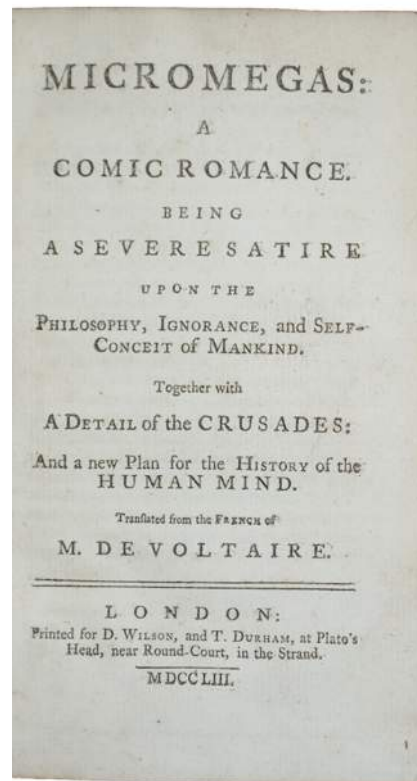 MICROMEGAS:
A
COMIC ROMANCE.
BEING
A SEVERE SATIRE
UPON THE
PHILOSOPHY, IGNORANCE, and SELF-
CONCEIT of MANKIND.
Together with
A DETAIL of the CRUSADES:
And a new Plan for the HISTORY of the
HUMAN MIND.
Tranſlated from the FRENCH of
M. DE VOLTAIRE.
LONDON:
Printed for D. WILSON, and T. DURHAM, at Plato's
Head, near Round-Court, in the Strand.
MDCCLIII.